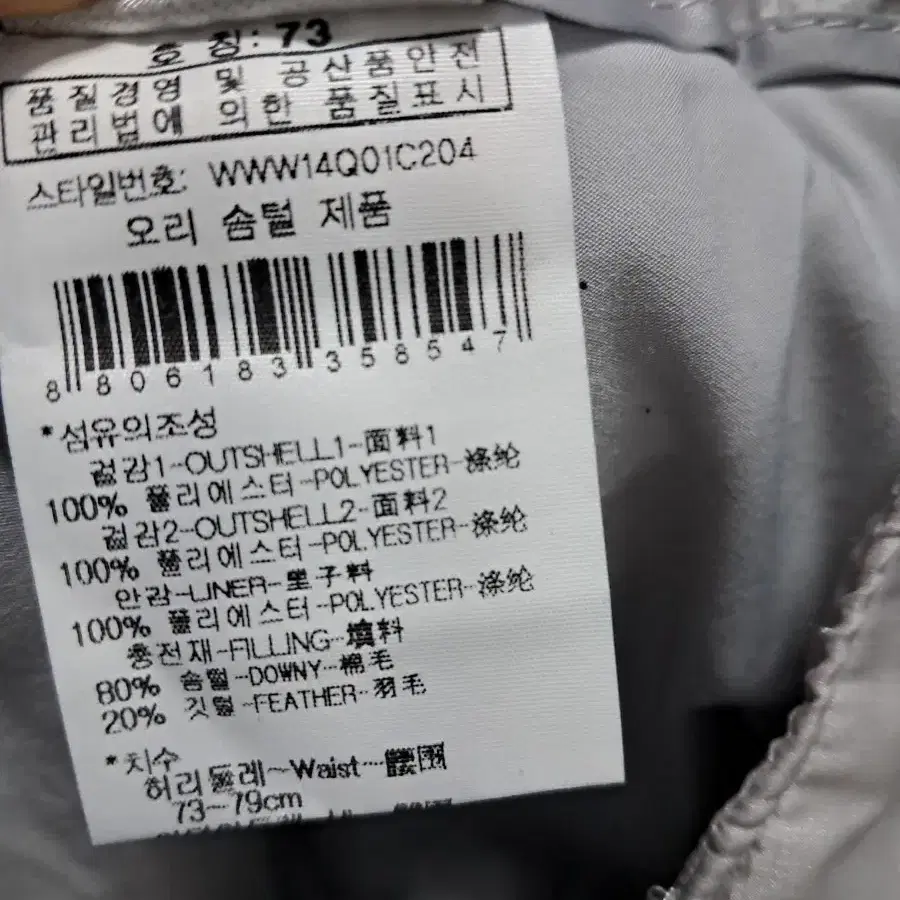 호 칭: 73
품 질 경 영 및 공 산 품 안 전
관 리 법 에 의 한 품 질 표 시
스타일번호: WWW14Q01C204
오리 솜털 제품
8 806183 358547
*섬유의조성
겉감1-OUTSHELL1-面料1
100% 폴리에스터-POLYESTER-涤纶
겉감2-OUTSHELL2-面料2
100% 폴리에스터-POLYESTER-涤纶
안감-LINER-里子料
100% 폴리에스터-POLYESTER-涤纶
충전재-FILLING-填料
80% 솜털-DOWNY-棉毛
20% 깃털-FEATHER-羽毛
*치수
허리둘레-Waist-腰围
73-79cm